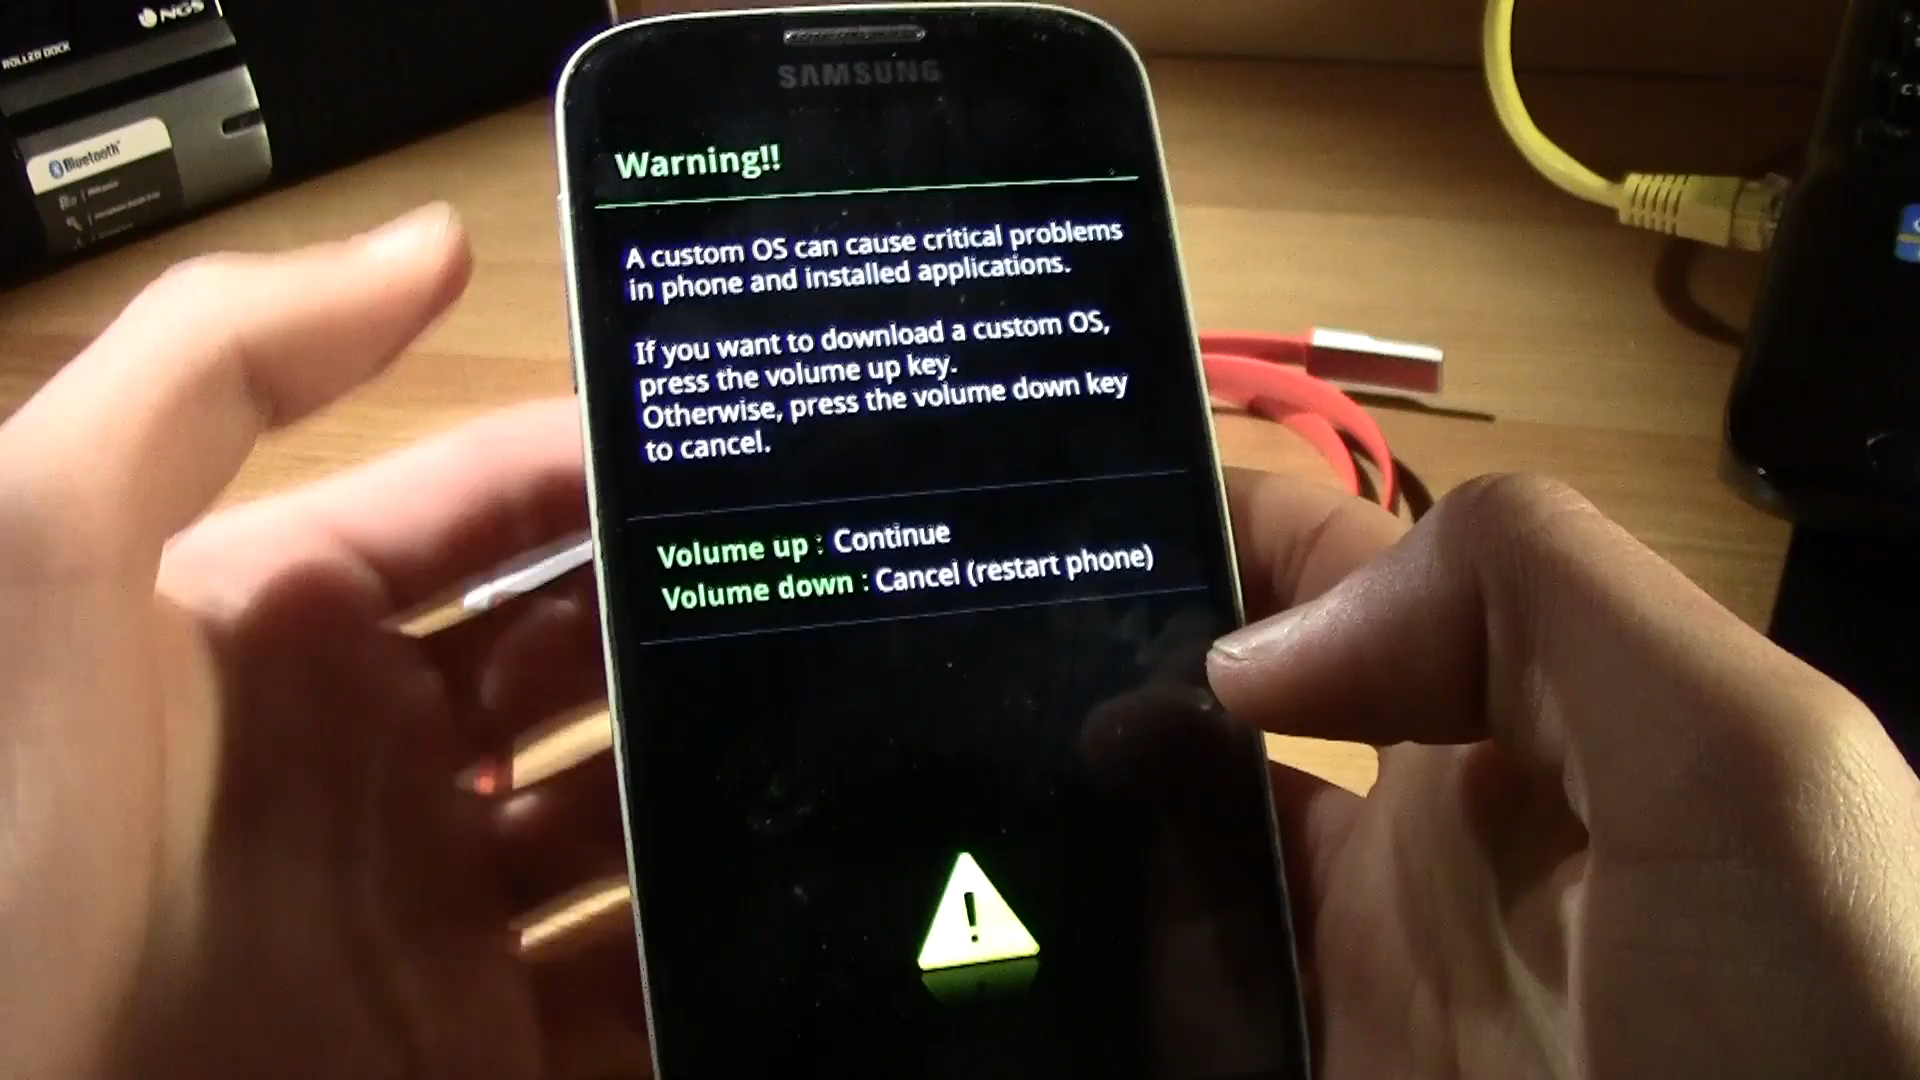 NGS
ROLLER DOCK
Bluetooth
SAMSUNG
Warning!!
A custom OS can cause critical problems
in phone and installed applications.
If you want to download a custom OS,
press the volume up key.
Otherwise, press the volume down key
to cancel.
Volume up : Continue
Volume down : Cancel (restart phone)